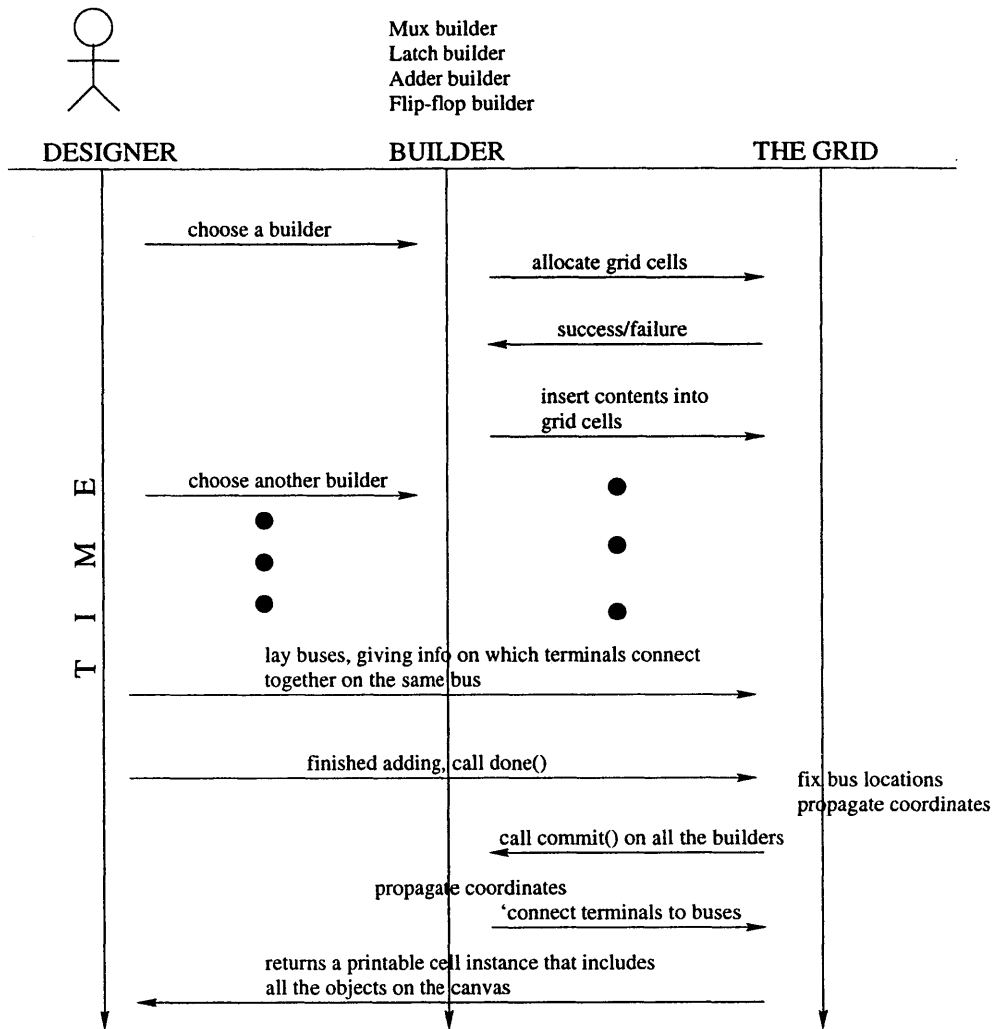 Mux builder
Latch builder
Adder builder
Flip-flop builder
DESIGNER
BUILDER
THE GRID
choose a builder
allocate grid cells
success/failure
insert contents into
grid cells
choose another builder
TIME
lay buses, giving info on which terminals connect
together on the same bus
finished adding, call done()
fix bus locations
propagate coordinates
call commit() on all the builders
propagate coordinates
‘connect terminals to buses
returns a printable cell instance that includes
all the objects on the canvas